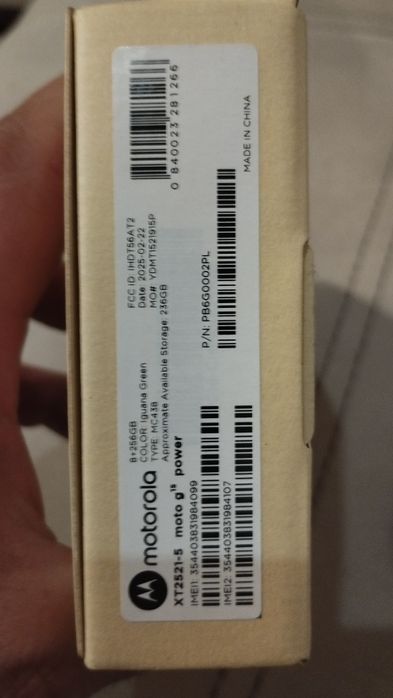 motorola
8+256GB
COLOR: Iguana Green
TYPE: MC43B
Approximate Available Storage: 236GB
FCC ID: IHDT56AT2
Date: 2025-02-22
MO#: YDMT1521915P
0 840023 281266
XT2521-5 moto g¹⁵ power
IMEI1: 354403831984099
P/N: PB6G0002PL
IMEI2: 354403831984107
MADE IN CHINA